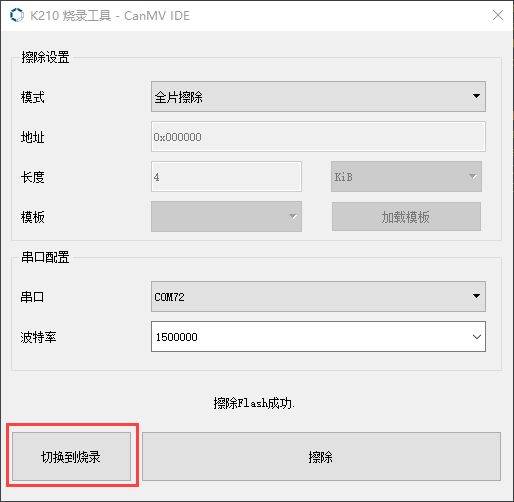 K210 烧录工具 - CanMV IDE
擦除设置
模式 全片擦除
地址 0x000000
长度 4 KiB
模板 加载模板
串口配置
串口 COM72
波特率 1500000
擦除Flash成功.
切换到烧录 擦除